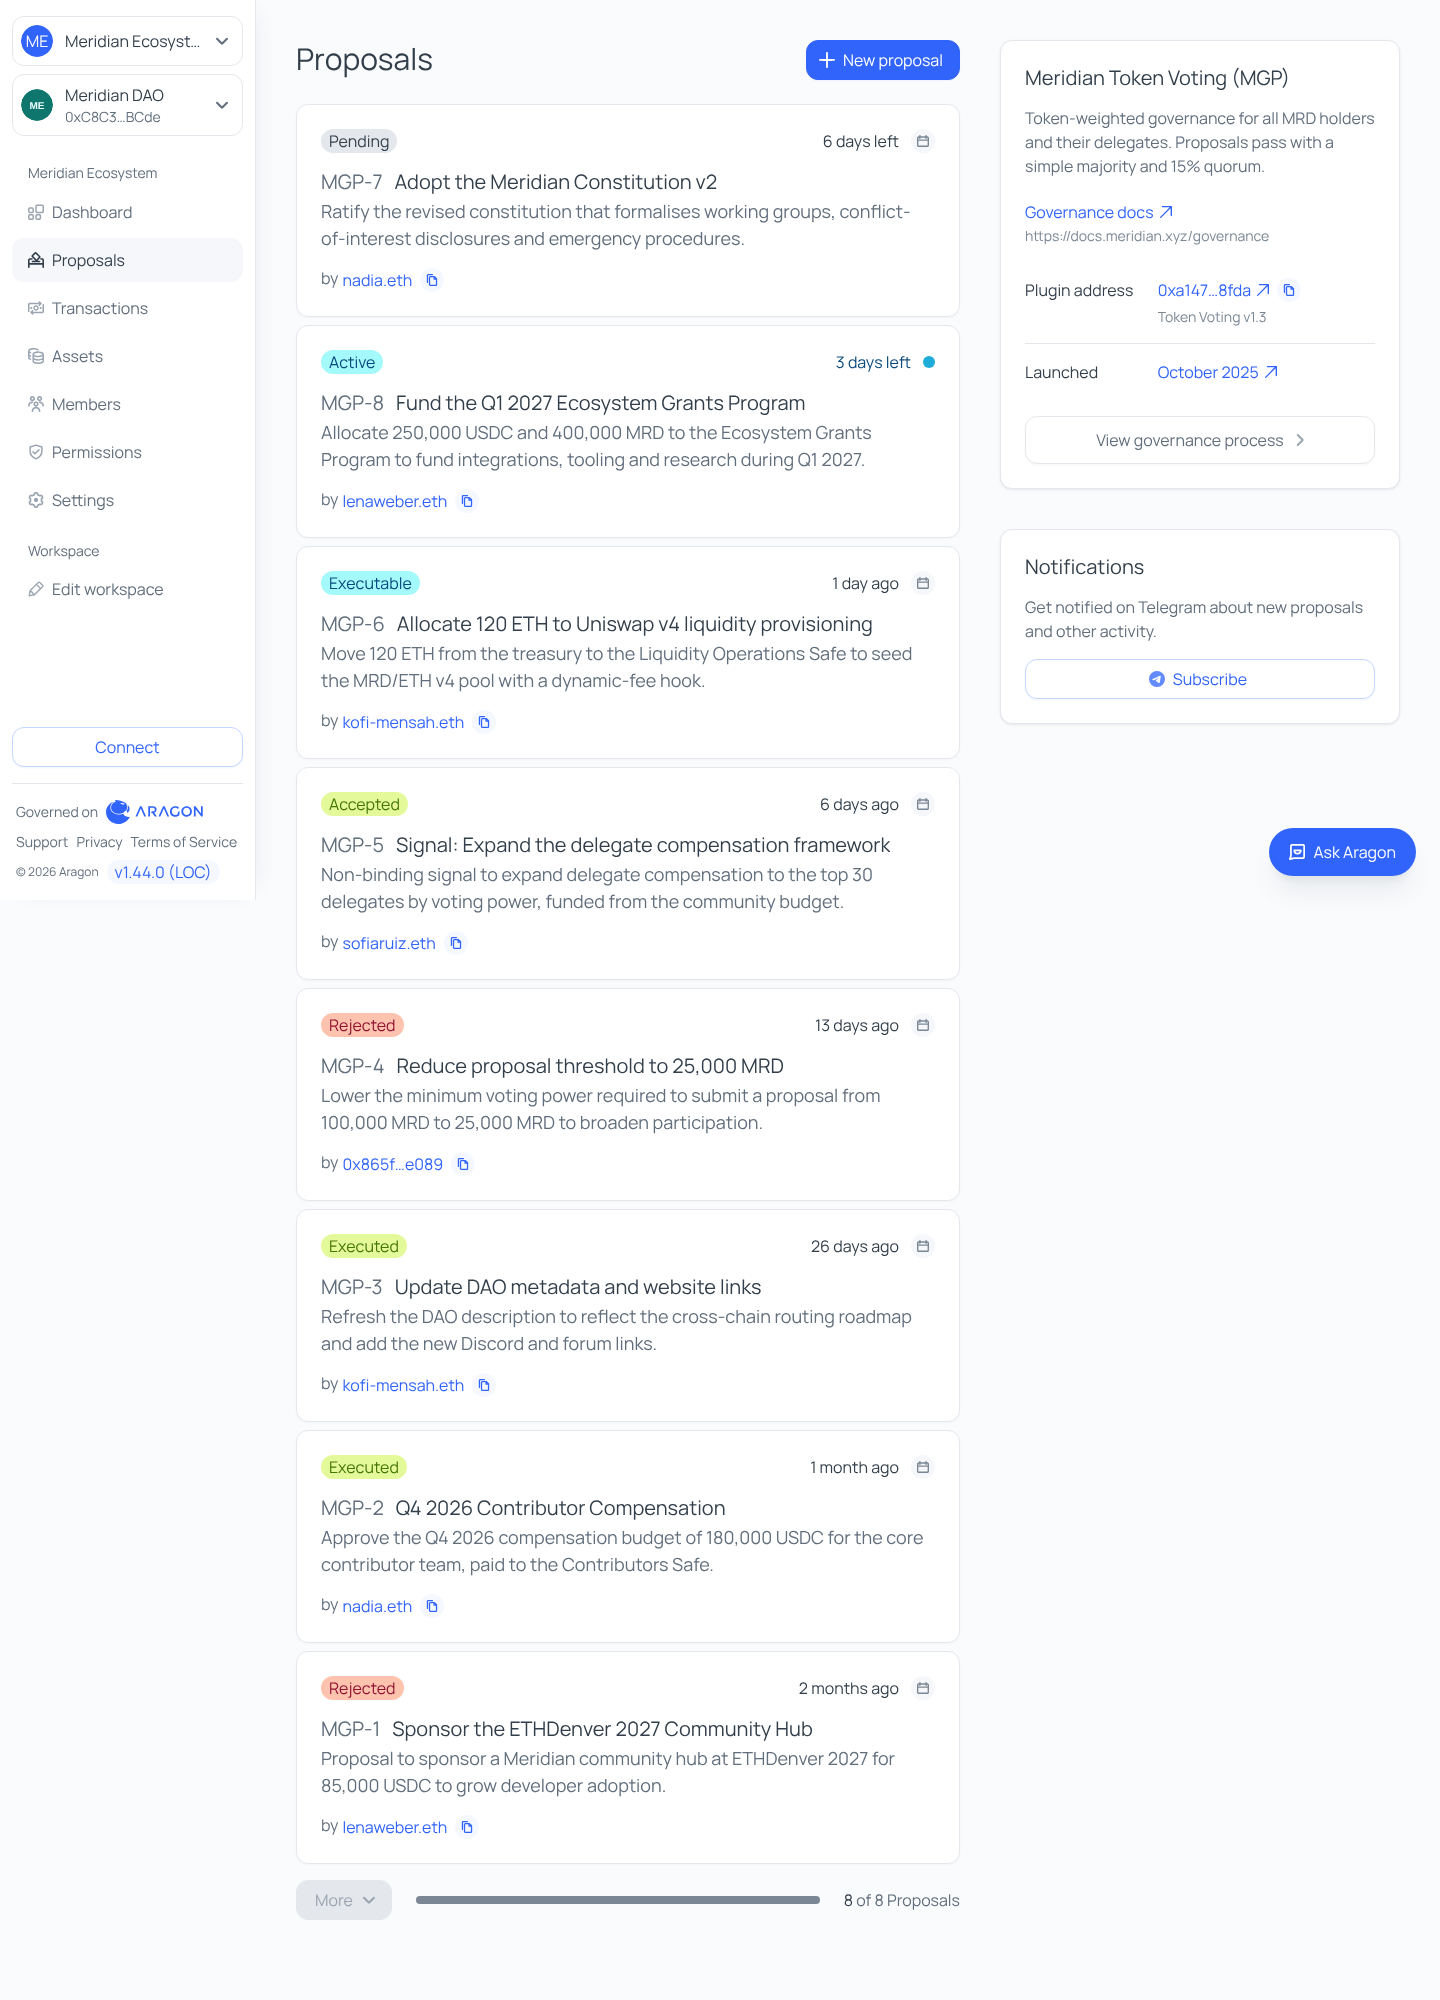 ME
Meridian Ecosyst...
ME
Meridian DAO
0xC8C3...BCde
Meridian Ecosystem
Dashboard
Proposals
Transactions
Assets
Members
Permissions
Settings
Workspace
Edit workspace
Connect
Governed on ARAGON
Support Privacy Terms of Service
© 2026 Aragon v1.44.0 (LOC)
Proposals
New proposal
Pending
6 days left
MGP-7 Adopt the Meridian Constitution v2
Ratify the revised constitution that formalises working groups, conflict-
of-interest disclosures and emergency procedures.
by nadia.eth
Active
3 days left
MGP-8 Fund the Q1 2027 Ecosystem Grants Program
Allocate 250,000 USDC and 400,000 MRD to the Ecosystem Grants
Program to fund integrations, tooling and research during Q1 2027.
by lenaweber.eth
Executable
1 day ago
MGP-6 Allocate 120 ETH to Uniswap v4 liquidity provisioning
Move 120 ETH from the treasury to the Liquidity Operations Safe to seed
the MRD/ETH v4 pool with a dynamic-fee hook.
by kofi-mensah.eth
Accepted
6 days ago
MGP-5 Signal: Expand the delegate compensation framework
Non-binding signal to expand delegate compensation to the top 30
delegates by voting power, funded from the community budget.
by sofiaruiz.eth
Rejected
13 days ago
MGP-4 Reduce proposal threshold to 25,000 MRD
Lower the minimum voting power required to submit a proposal from
100,000 MRD to 25,000 MRD to broaden participation.
by 0x865f...e089
Executed
26 days ago
MGP-3 Update DAO metadata and website links
Refresh the DAO description to reflect the cross-chain routing roadmap
and add the new Discord and forum links.
by kofi-mensah.eth
Executed
1 month ago
MGP-2 Q4 2026 Contributor Compensation
Approve the Q4 2026 compensation budget of 180,000 USDC for the core
contributor team, paid to the Contributors Safe.
by nadia.eth
Rejected
2 months ago
MGP-1 Sponsor the ETHDenver 2027 Community Hub
Proposal to sponsor a Meridian community hub at ETHDenver 2027 for
85,000 USDC to grow developer adoption.
by lenaweber.eth
More
8 of 8 Proposals
Meridian Token Voting (MGP)
Token-weighted governance for all MRD holders
and their delegates. Proposals pass with a
simple majority and 15% quorum.
Governance docs
https://docs.meridian.xyz/governance
Plugin address 0xa147...8fda
Token Voting v1.3
Launched October 2025
View governance process
Notifications
Get notified on Telegram about new proposals
and other activity.
Subscribe
Ask Aragon